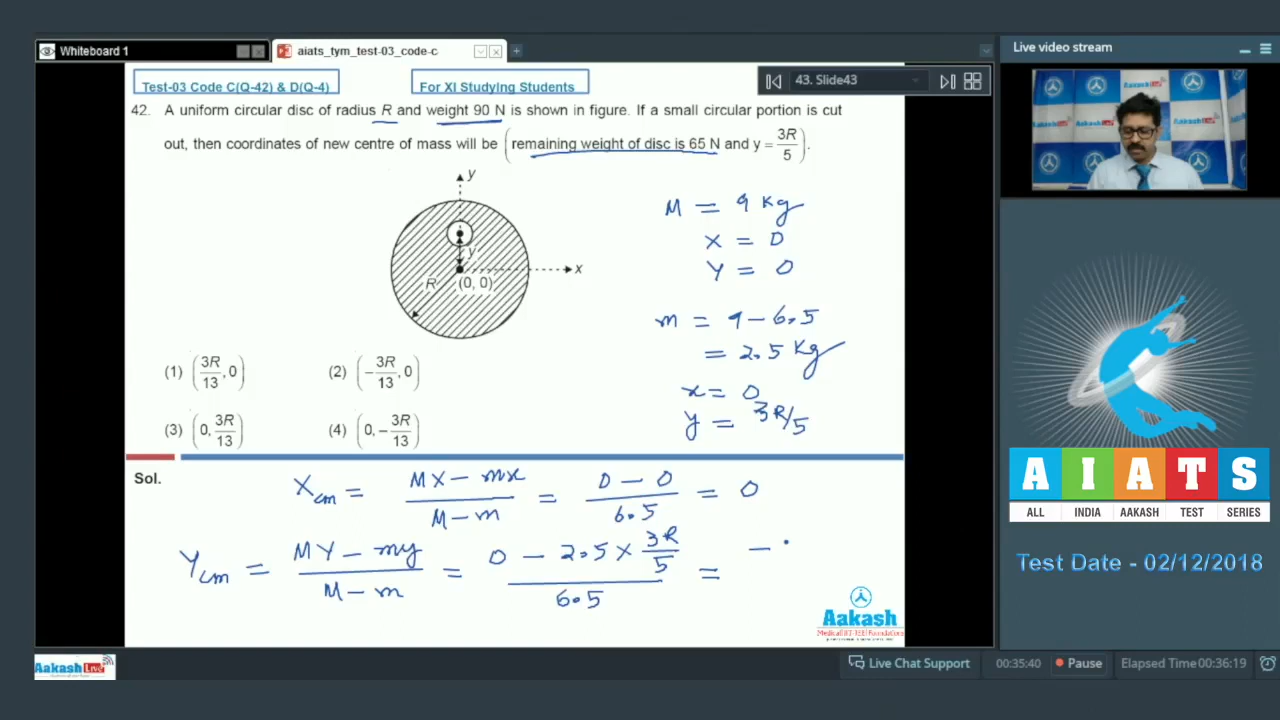 Whiteboard 1
aiats_tym_test-03_code-c
Live video stream
43. Slide43
Test-03 Code C(Q-42) & D(Q-4)
For XI Studying Students
42. A uniform circular disc of radius R and weight 90 N is shown in figure. If a small circular portion is cut
out, then coordinates of new centre of mass will be (remaining weight of disc is 65 N and y = 3R/5).
y
y
x
R
(0, 0)
M = 9 Kg
X = 0
Y = 0
m = 9 - 6.5
= 2.5 Kg
x = 0
y = 3R/5
(1) (3R/13, 0)
(2) (-3R/13, 0)
(3) (0, 3R/13)
(4) (0, -3R/13)
Sol.
Xcm = MX - mx / M - m = 0 - 0 / 6.5 = 0
Ycm = MY - my / M - m = 0 - 2.5 × 3R/5 / 6.5 = -
AIATS
ALL INDIA AAKASH TEST SERIES
Test Date - 02/12/2018
Aakash
Medical|IIT-JEE|Foundations
Aakash Live
Live Chat Support
00:35:40
Pause
Elapsed Time 00:36:19